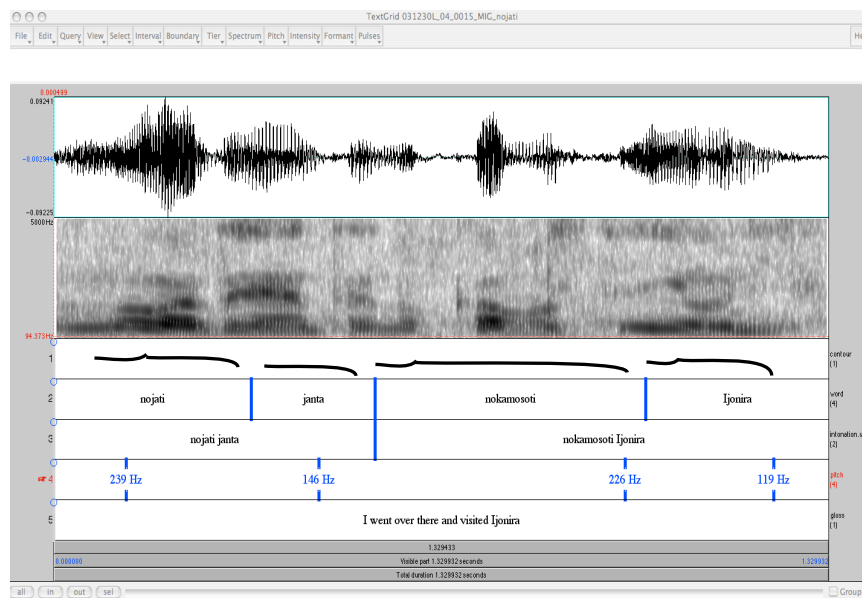 TextGrid 031230L_04_0015_MIG_nojati
File Edit Query View Select Interval Boundary Tier Spectrum Pitch Intensity Formant Pulses He
0.000499
0.09241
-0.002944
-0.09225
5000Hz
94.373Hz
1 contour (1)
2 nojati janta nokamosoti Ijonira word (4)
3 nojati janta nokamosoti Ijonira intonation.u (2)
4 239 Hz 146 Hz 226 Hz 119 Hz pitch (4)
5 I went over there and visited Ijonira gloss (1)
1.329433
0.000000 Visible part 1.329932 seconds 1.329932
Total duration 1.329932 seconds
all in out sel Group